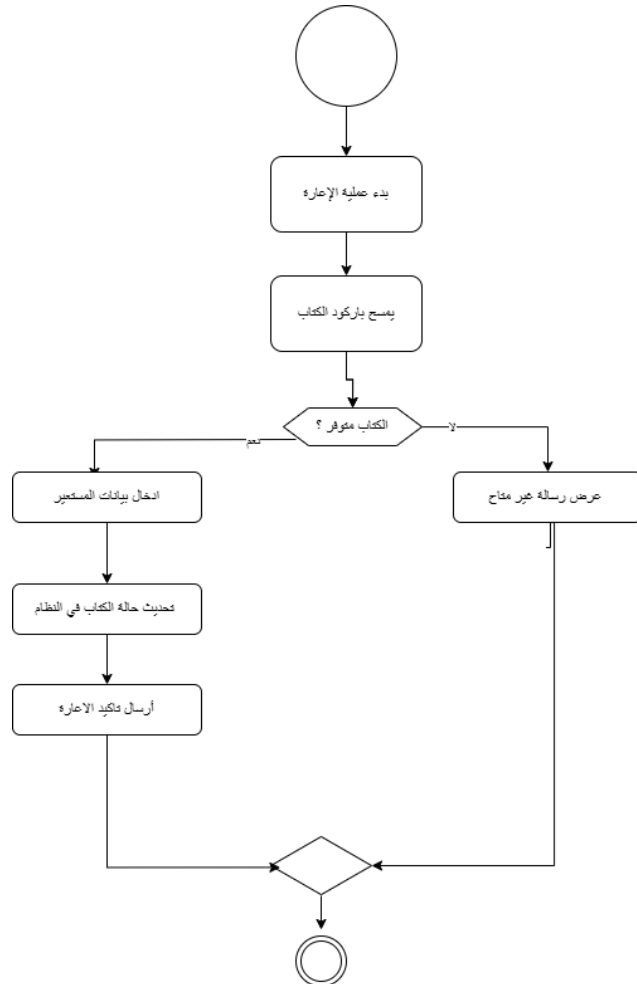 بدء عملية الإعارة
يمسح باركود الكتاب
الكتاب متوفر ؟
لا
نعم
ادخال بيانات المستعير
عرض رسالة غير متاح
تحديث حالة الكتاب في النظام
أرسال تاكيد الاعارة